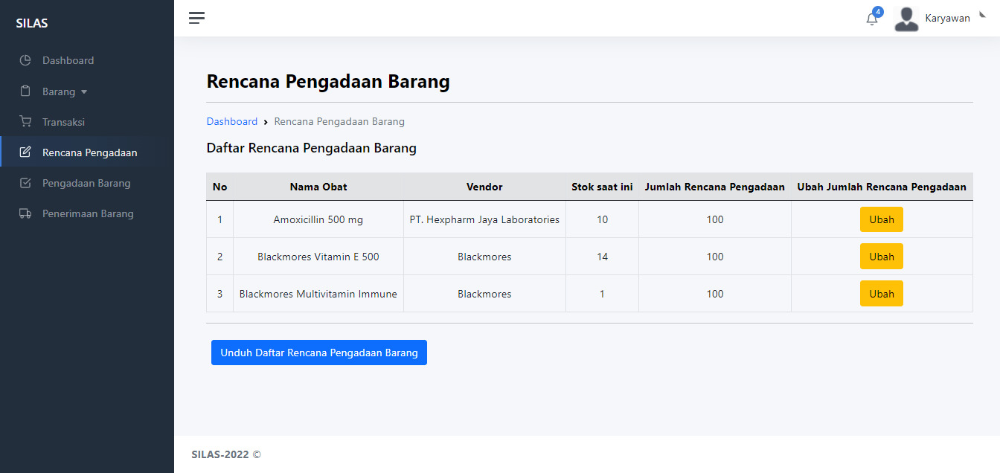 SILAS
4
Karyawan
Dashboard
Barang
Transaksi
Rencana Pengadaan
Pengadaan Barang
Penerimaan Barang
Rencana Pengadaan Barang
Dashboard › Rencana Pengadaan Barang
Daftar Rencana Pengadaan Barang
No Nama Obat Vendor Stok saat ini Jumlah Rencana Pengadaan Ubah Jumlah Rencana Pengadaan
1 Amoxicillin 500 mg PT. Hexpharm Jaya Laboratories 10 100 Ubah
2 Blackmores Vitamin E 500 Blackmores 14 100 Ubah
3 Blackmores Multivitamin Immune Blackmores 1 100 Ubah
Unduh Daftar Rencana Pengadaan Barang
SILAS-2022 ©